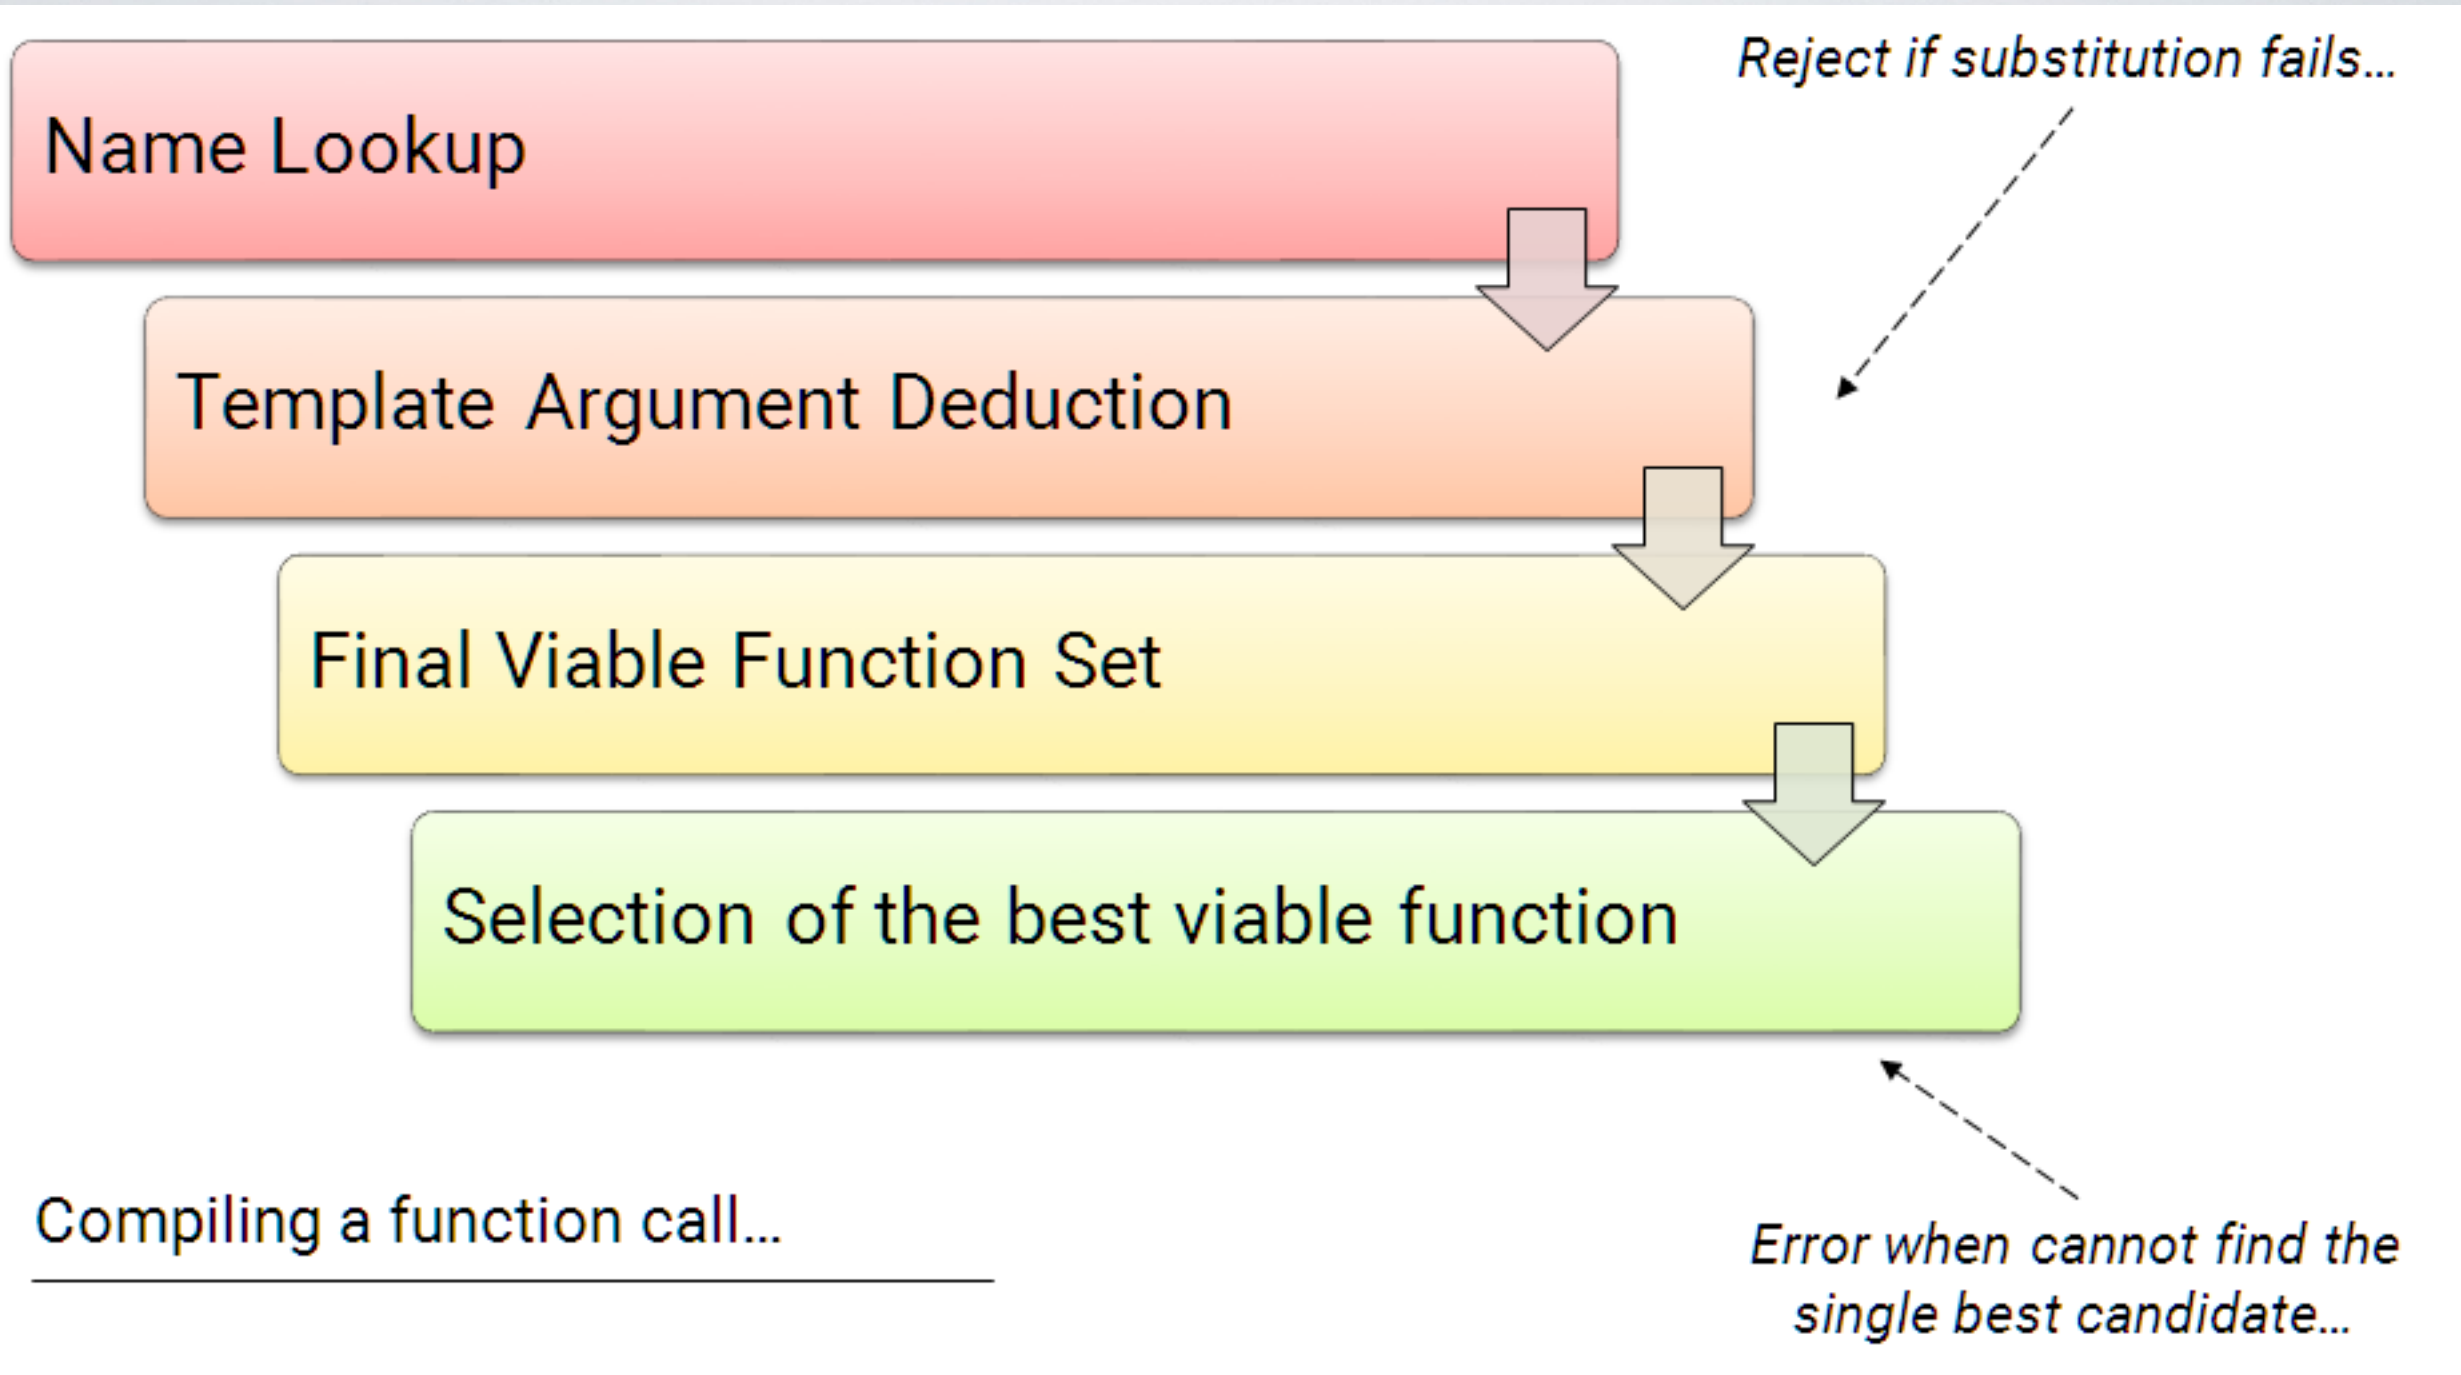 Reject if substitution fails…
Name Lookup
Template Argument Deduction
Final Viable Function Set
Selection of the best viable function
Compiling a function call…
Error when cannot find the
single best candidate…